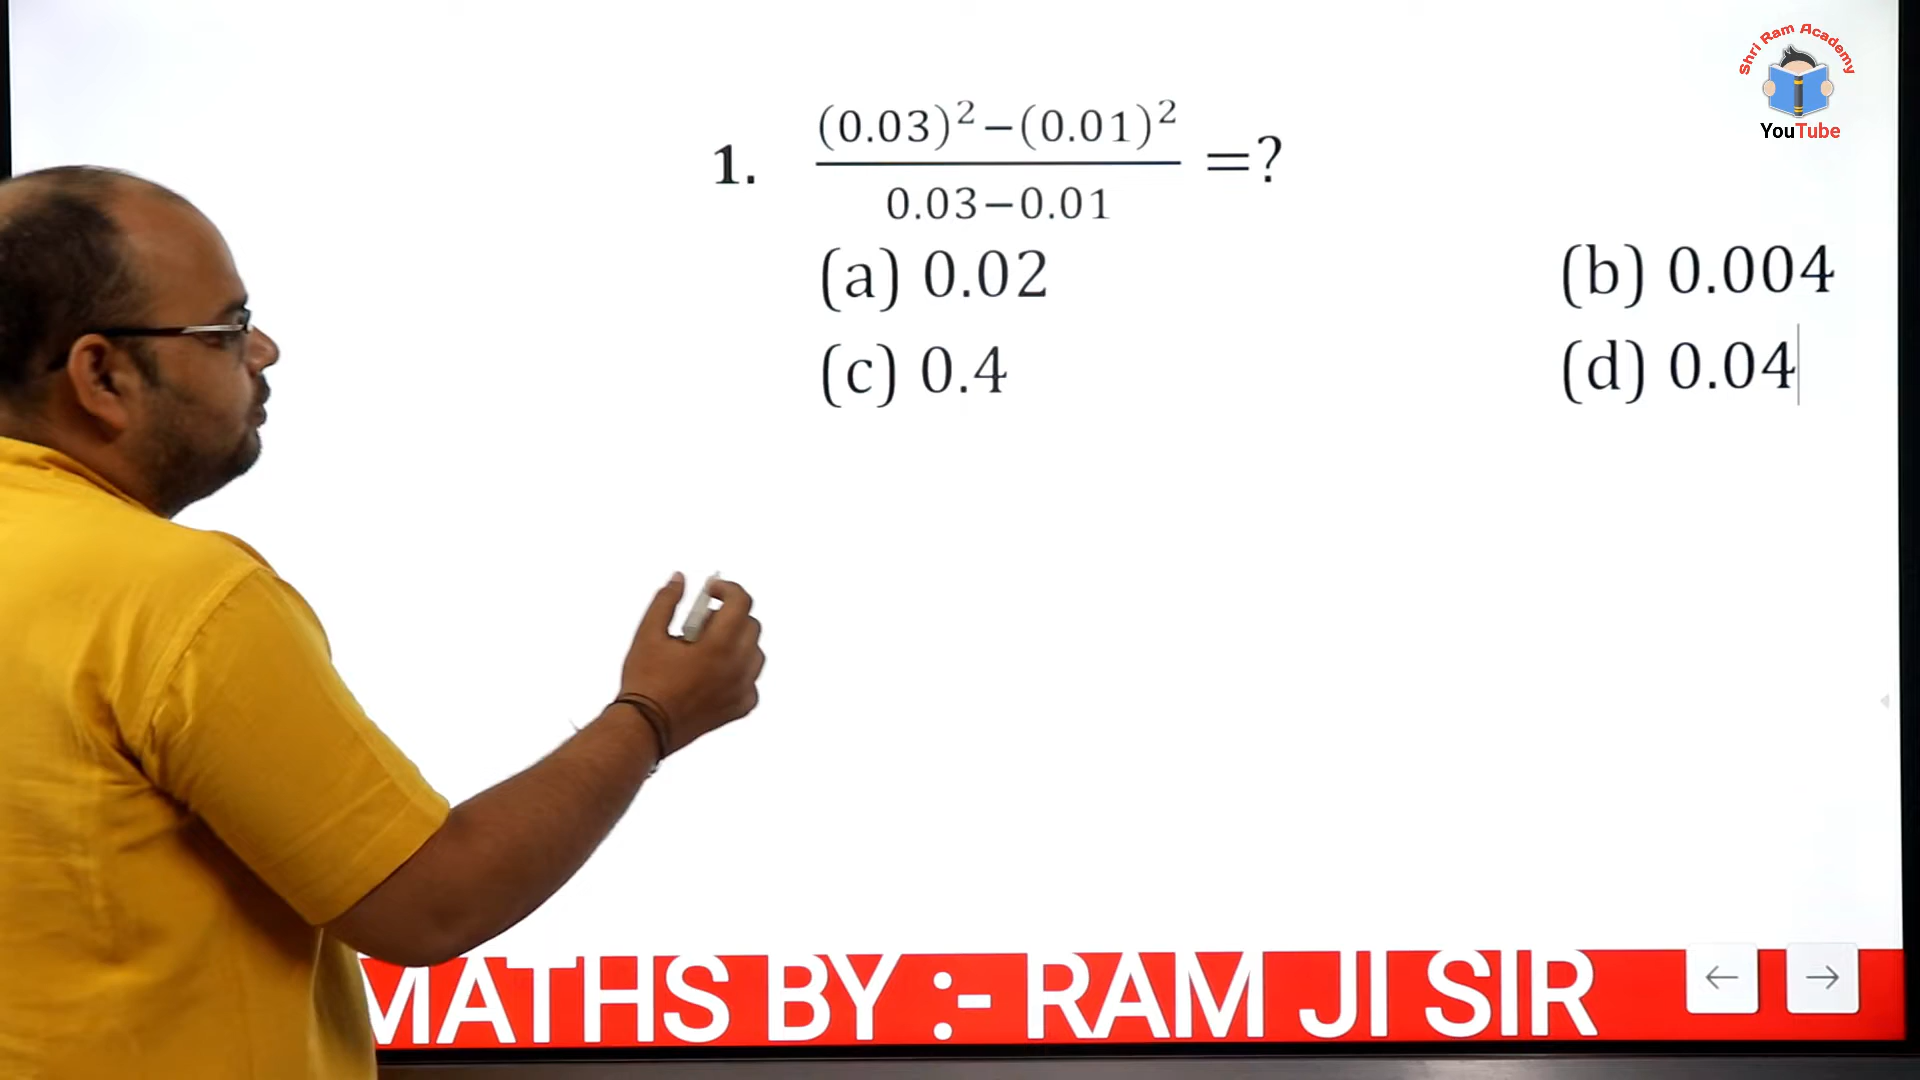 Shri Ram Academy
YouTube
1. \frac{(0.03)^2-(0.01)^2}{0.03-0.01} =?
(a) 0.02 (b) 0.004
(c) 0.4 (d) 0.04
MATHS BY :- RAM JI SIR